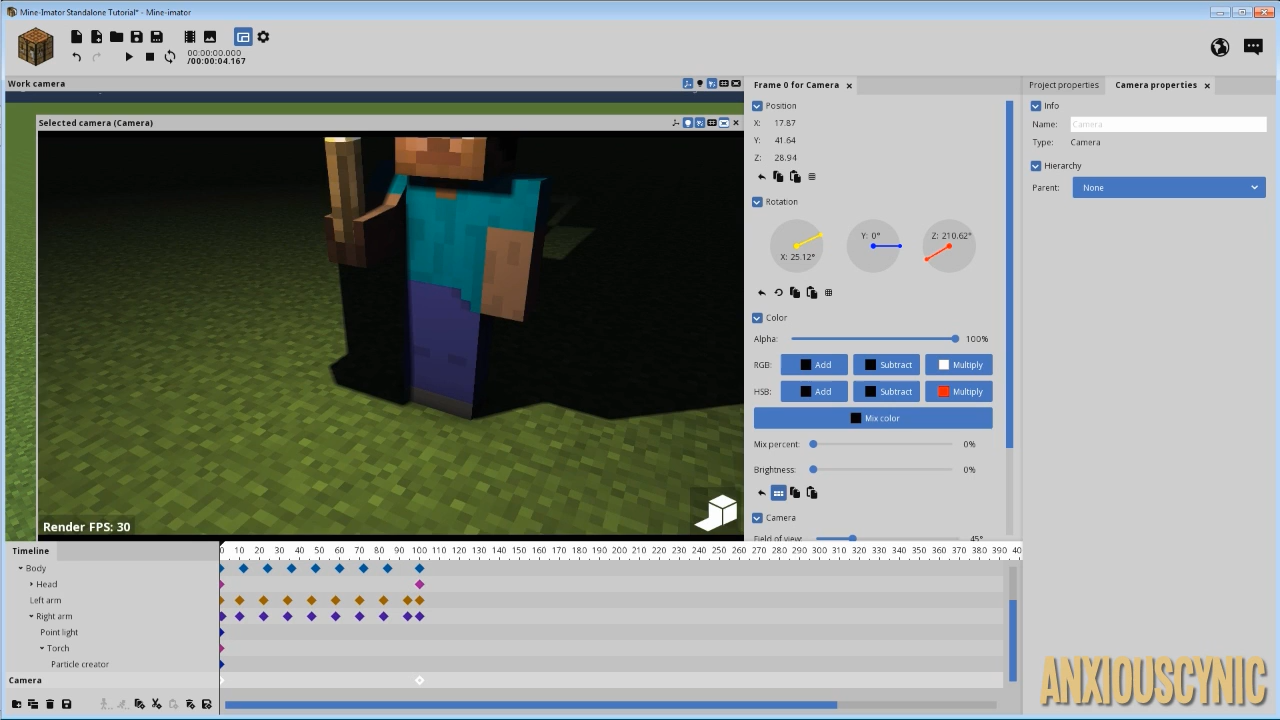 Mine-Imator Standalone Tutorial* - Mine-imator
00:00:00.000
/00:00:04.167
Work camera
Selected camera (Camera)
Render FPS: 30
Frame 0 for Camera
Position
X: 17.87
Y: 41.64
Z: 28.94
Rotation
X: 25.12°
Y: 0°
Z: 210.62°
Color
Alpha: 100%
RGB: Add Subtract Multiply
HSB: Add Subtract Multiply
Mix color
Mix percent: 0%
Brightness: 0%
Camera
Field of view: 45°
Project properties Camera properties
Info
Name: Camera
Type: Camera
Hierarchy
Parent: None
Timeline
0 10 20 30 40 50 60 70 80 90 100 110 120 130 140 150 160 170 180 190 200 210 220 230 240 250 260 270 280 290 300 310 320 330 340 350 360 370 380 390 40
Body
Head
Left arm
Right arm
Point light
Torch
Particle creator
Camera
ANXIOUSCYNIC